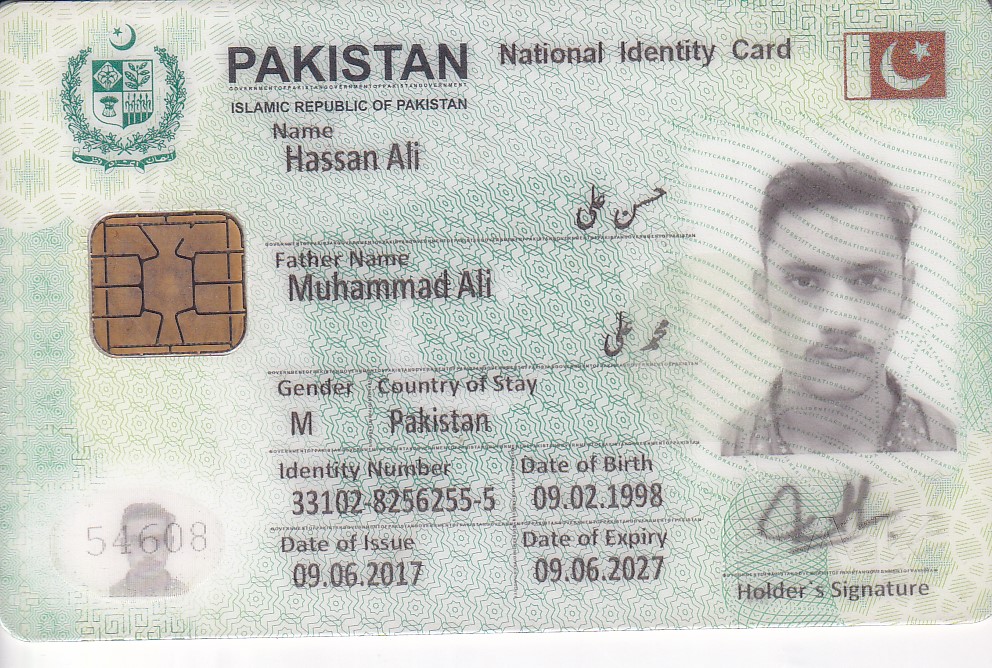 PAKISTAN National Identity Card
ISLAMIC REPUBLIC OF PAKISTAN
Name
Hassan Ali
حسن علی
Father Name
Muhammad Ali
محمد علی
Gender Country of Stay
M Pakistan
Identity Number Date of Birth
33102-8256255-5 09.02.1998
Date of Issue Date of Expiry
09.06.2017 09.06.2027
54608
Holder's Signature